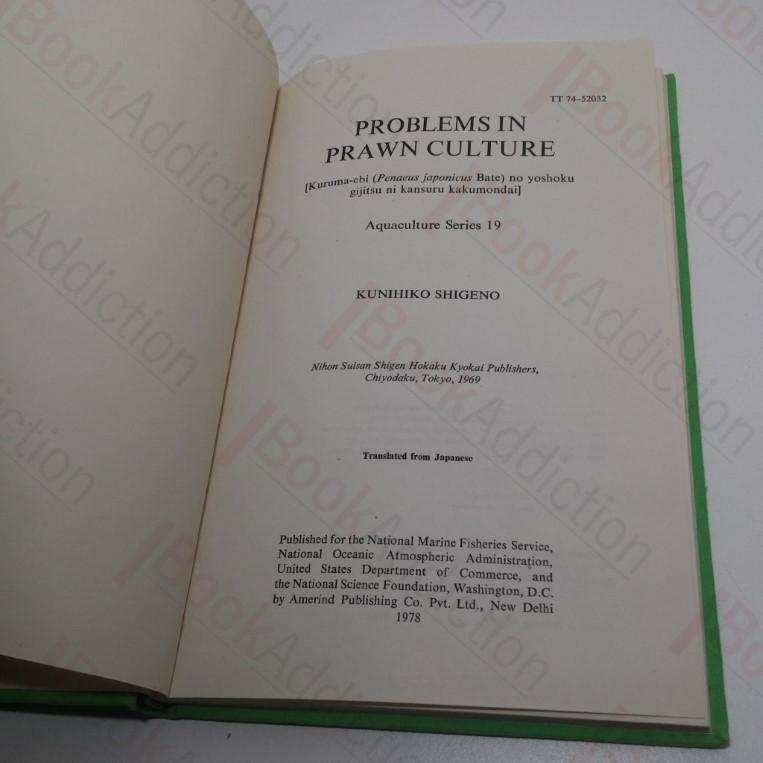 TT 74–52032
PROBLEMS IN
PRAWN CULTURE
[Kuruma-ebi (Penaeus japonicus Bate) no yoshoku
gijitsu ni kansuru kakumondai]
Aquaculture Series 19
KUNIHIKO SHIGENO
Nihon Suisan Shigen Hokaku Kyokai Publishers,
Chiyodaku, Tokyo, 1969
Translated from Japanese
Published for the National Marine Fisheries Service,
National Oceanic Atmospheric Administration,
United States Department of Commerce, and
the National Science Foundation, Washington, D.C.
by Amerind Publishing Co. Pvt. Ltd., New Delhi
1978
iBookAddiction